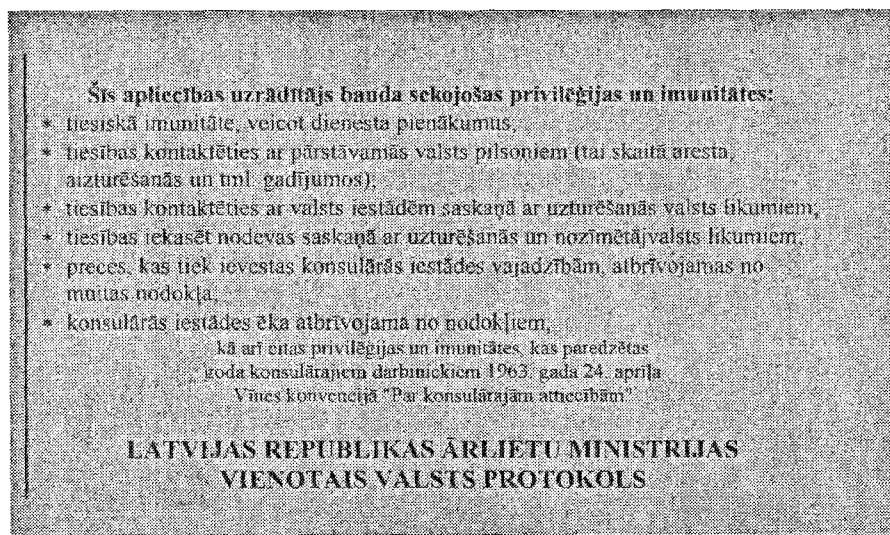 Šīs apliecības uzrādītājs bauda sekojošas privilēģijas un imunitātes:
* tiesiskā imunitāte, veicot dienesta pienākumus;
* tiesības kontaktēties ar pārstāvamās valsts pilsoņiem (tai skaitā aresta,
aizturēšanās un tml. gadījumos);
* tiesības kontaktēties ar valsts iestādēm saskaņā ar uzturēšanās valsts likumiem;
* tiesības iekasēt nodevas saskaņā ar uzturēšanās un nozīmētājvalsts likumiem;
* preces, kas tiek ievestas konsulārās iestādes vajadzībām, atbrīvojamas no
muitas nodokļa;
* konsulārās iestādes ēka atbrīvojama no nodokļiem,
kā arī citas privilēģijas un imunitātes, kas paredzētas
goda konsulārajiem darbiniekiem 1963. gada 24. aprīļa
Vīnes konvencijā "Par konsulārajām attiecībām"
LATVIJAS REPUBLIKAS ĀRLIETU MINISTRIJAS
VIENOTAIS VALSTS PROTOKOLS